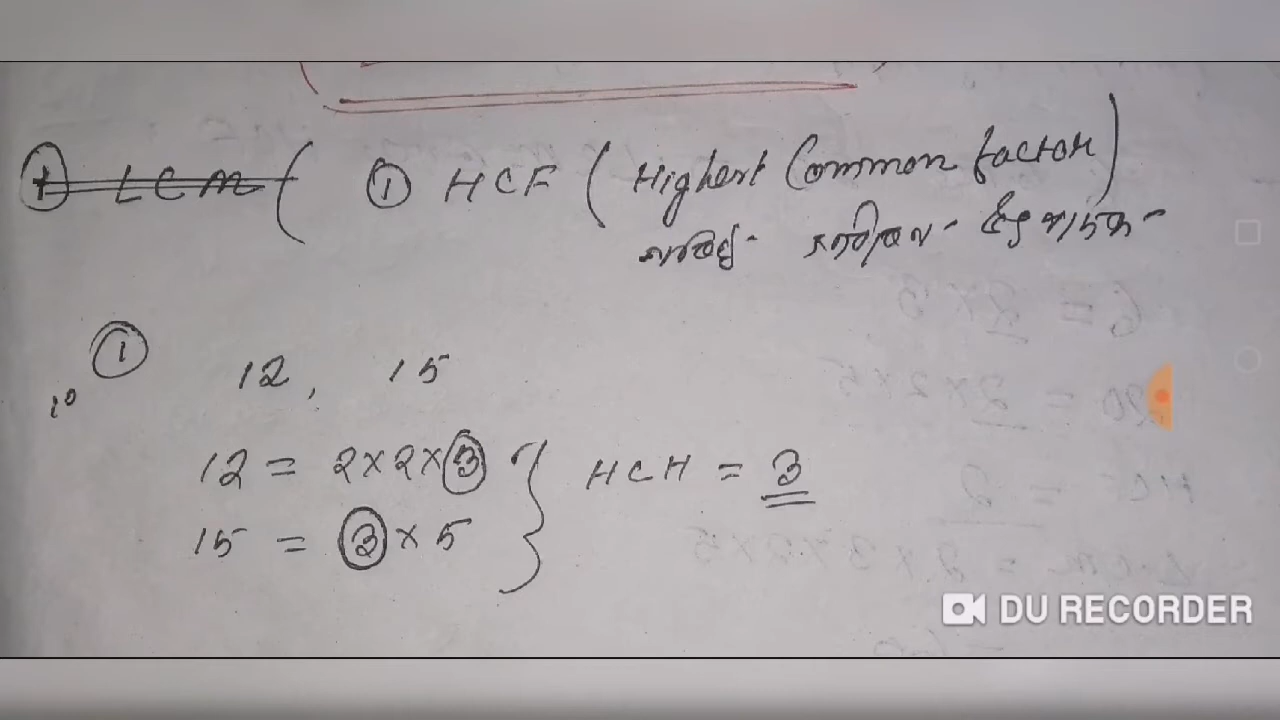 LCM ( ① HCF ( Highest Common factor )
①
12, 15
12 = 2×2×3 } HCH = 3
15 = 3×5
DU RECORDER